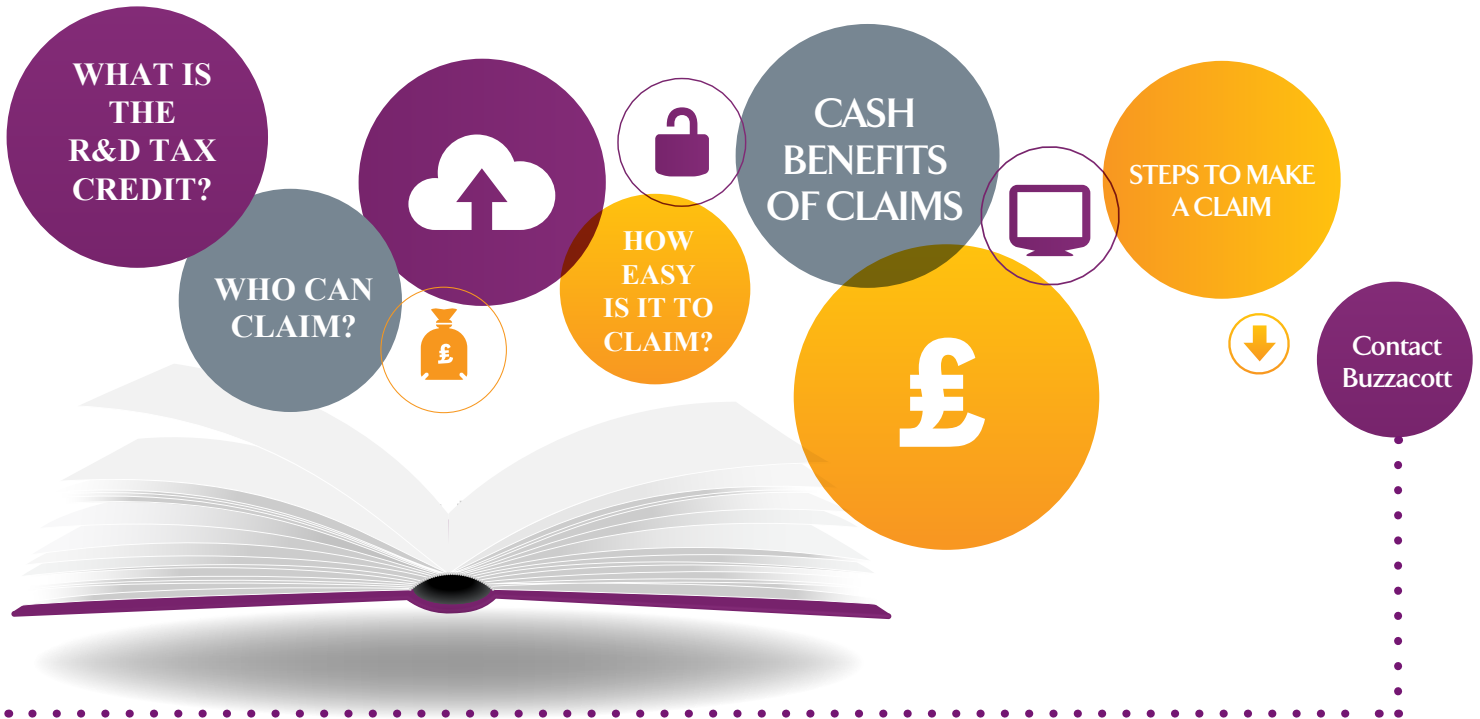 WHAT IS
THE
R&D TAX
CREDIT?
WHO CAN
CLAIM?
£
HOW
EASY
IS IT TO
CLAIM?
CASH
BENEFITS
OF CLAIMS
£
STEPS TO MAKE
A CLAIM
Contact
Buzzacott